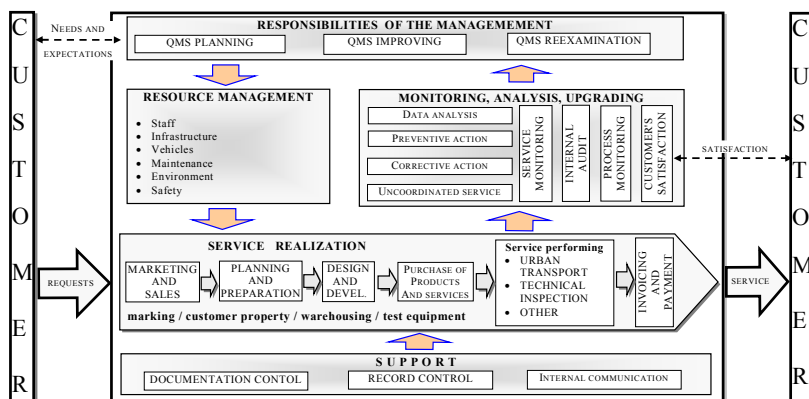 CUSTOMER
NEEDS AND
EXPECTATIONS
RESPONSIBILITIES OF THE MANAGEMEMENT
QMS PLANNING
QMS IMPROVING
QMS REEXAMINATION
RESOURCE MANAGEMENT
• Staff
• Infrastructure
• Vehicles
• Maintenance
• Environment
• Safety
MONITORING, ANALYSIS, UPGRADING
DATA ANALYSIS
PREVENTIVE ACTION
CORRECTIVE ACTION
UNCOORDINATED SERVICE
SERVICE
MONITORING
INTERNAL
AUDIT
PROCESS
MONITORING
CUSTOMER'S
SATISFACTION
SATISFACTION
REQUESTS
SERVICE REALIZATION
MARKETING
AND
SALES
PLANNING
AND
PREPARATION
DESIGN
AND
DEVEL.
PURCHASE OF
PRODUCTS
AND SERVICES
Service performing
• URBAN
TRANSPORT
• TECHNICAL
INSPECTION
• OTHER
INVOICING
AND
PAYMENT
marking / customer property / warehousing / test equipment
SERVICE
SUPPORT
DOCUMENTATION CONTOL
RECORD CONTROL
INTERNAL COMMUNICATION
CUSTOMER